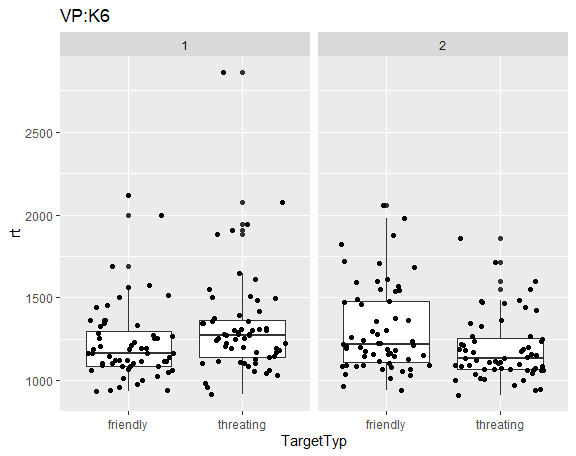 VP:K6
1
2
rt
2500
2000
1500
1000
friendly
threating
friendly
threating
TargetTyp